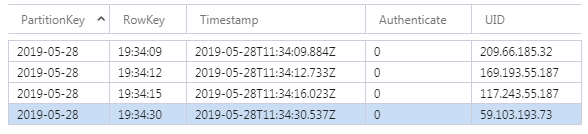 PartitionKey RowKey Timestamp Authenticate UID
2019-05-28 19:34:09 2019-05-28T11:34:09.884Z 0 209.66.185.32
2019-05-28 19:34:12 2019-05-28T11:34:12.733Z 0 169.193.55.187
2019-05-28 19:34:15 2019-05-28T11:34:16.023Z 0 117.243.55.187
2019-05-28 19:34:30 2019-05-28T11:34:30.537Z 0 59.103.193.73